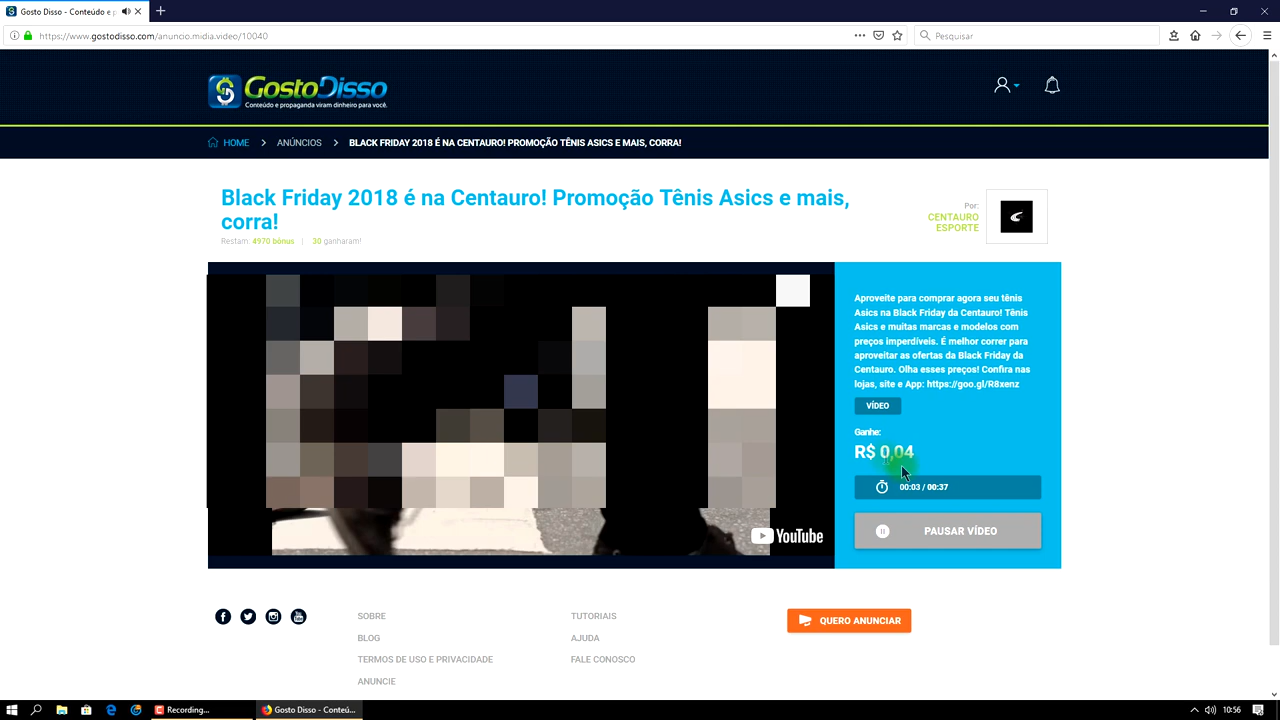 Gosto Disso - Conteúdo e p
https://www.gostodisso.com/anuncio.midia.video/10040
Pesquisar
GostoDisso
Conteúdo e propaganda viram dinheiro para você.
HOME > ANÚNCIOS > BLACK FRIDAY 2018 É NA CENTAURO! PROMOÇÃO TÊNIS ASICS E MAIS, CORRA!
Black Friday 2018 é na Centauro! Promoção Tênis Asics e mais,
corra!
Restam: 4970 bônus | 30 ganharam!
Por:
CENTAURO
ESPORTE
Aproveite para comprar agora seu tênis
Asics na Black Friday da Centauro! Tênis
Asics e muitas marcas e modelos com
preços imperdíveis. É melhor correr para
aproveitar as ofertas da Black Friday da
Centauro. Olha esses preços! Confira nas
lojas, site e App: https://goo.gl/R8xenz
VÍDEO
Ganhe:
R$ 0,04
00:03 / 00:37
PAUSAR VÍDEO
YouTube
SOBRE
BLOG
TERMOS DE USO E PRIVACIDADE
ANUNCIE
TUTORIAIS
AJUDA
FALE CONOSCO
QUERO ANUNCIAR
Recording...
Gosto Disso - Conteú...
10:56